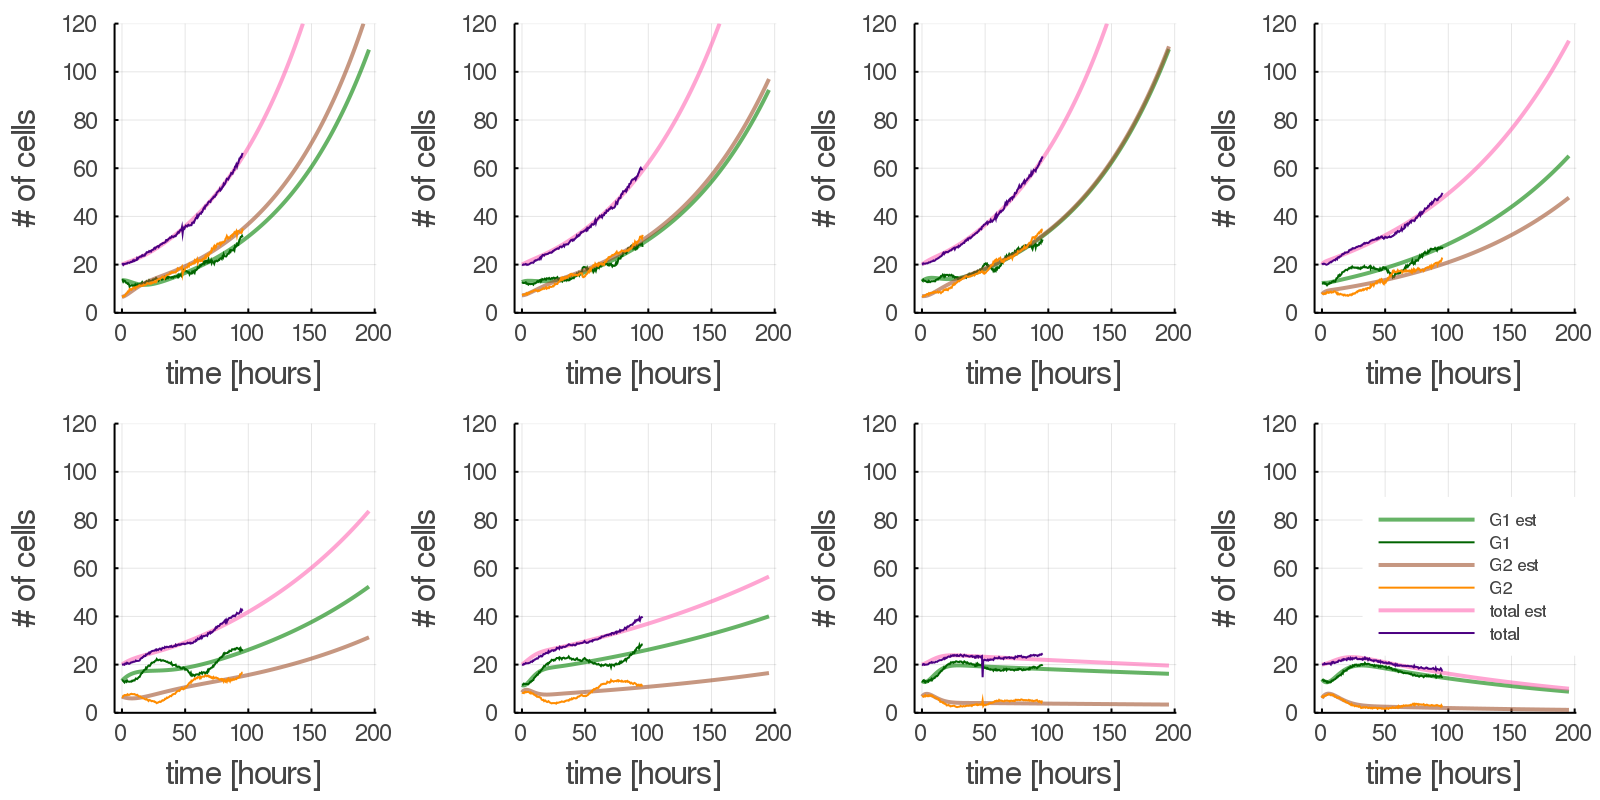 120 120 120 120
100 100 100 100
# of cells # of cells # of cells # of cells
80 80 80 80
60 60 60 60
40 40 40 40
20 20 20 20
0 0 0 0
0 50 100 150 200 0 50 100 150 200 0 50 100 150 200 0 50 100 150 200
time [hours] time [hours] time [hours] time [hours]
120 120 120 120
100 100 100 100
# of cells # of cells # of cells # of cells
80 80 80 80
G1 est
G1
60 60 60 60
G2 est
G2
40 40 40 40
total est
total
20 20 20 20
0 0 0 0
0 50 100 150 200 0 50 100 150 200 0 50 100 150 200 0 50 100 150 200
time [hours] time [hours] time [hours] time [hours]